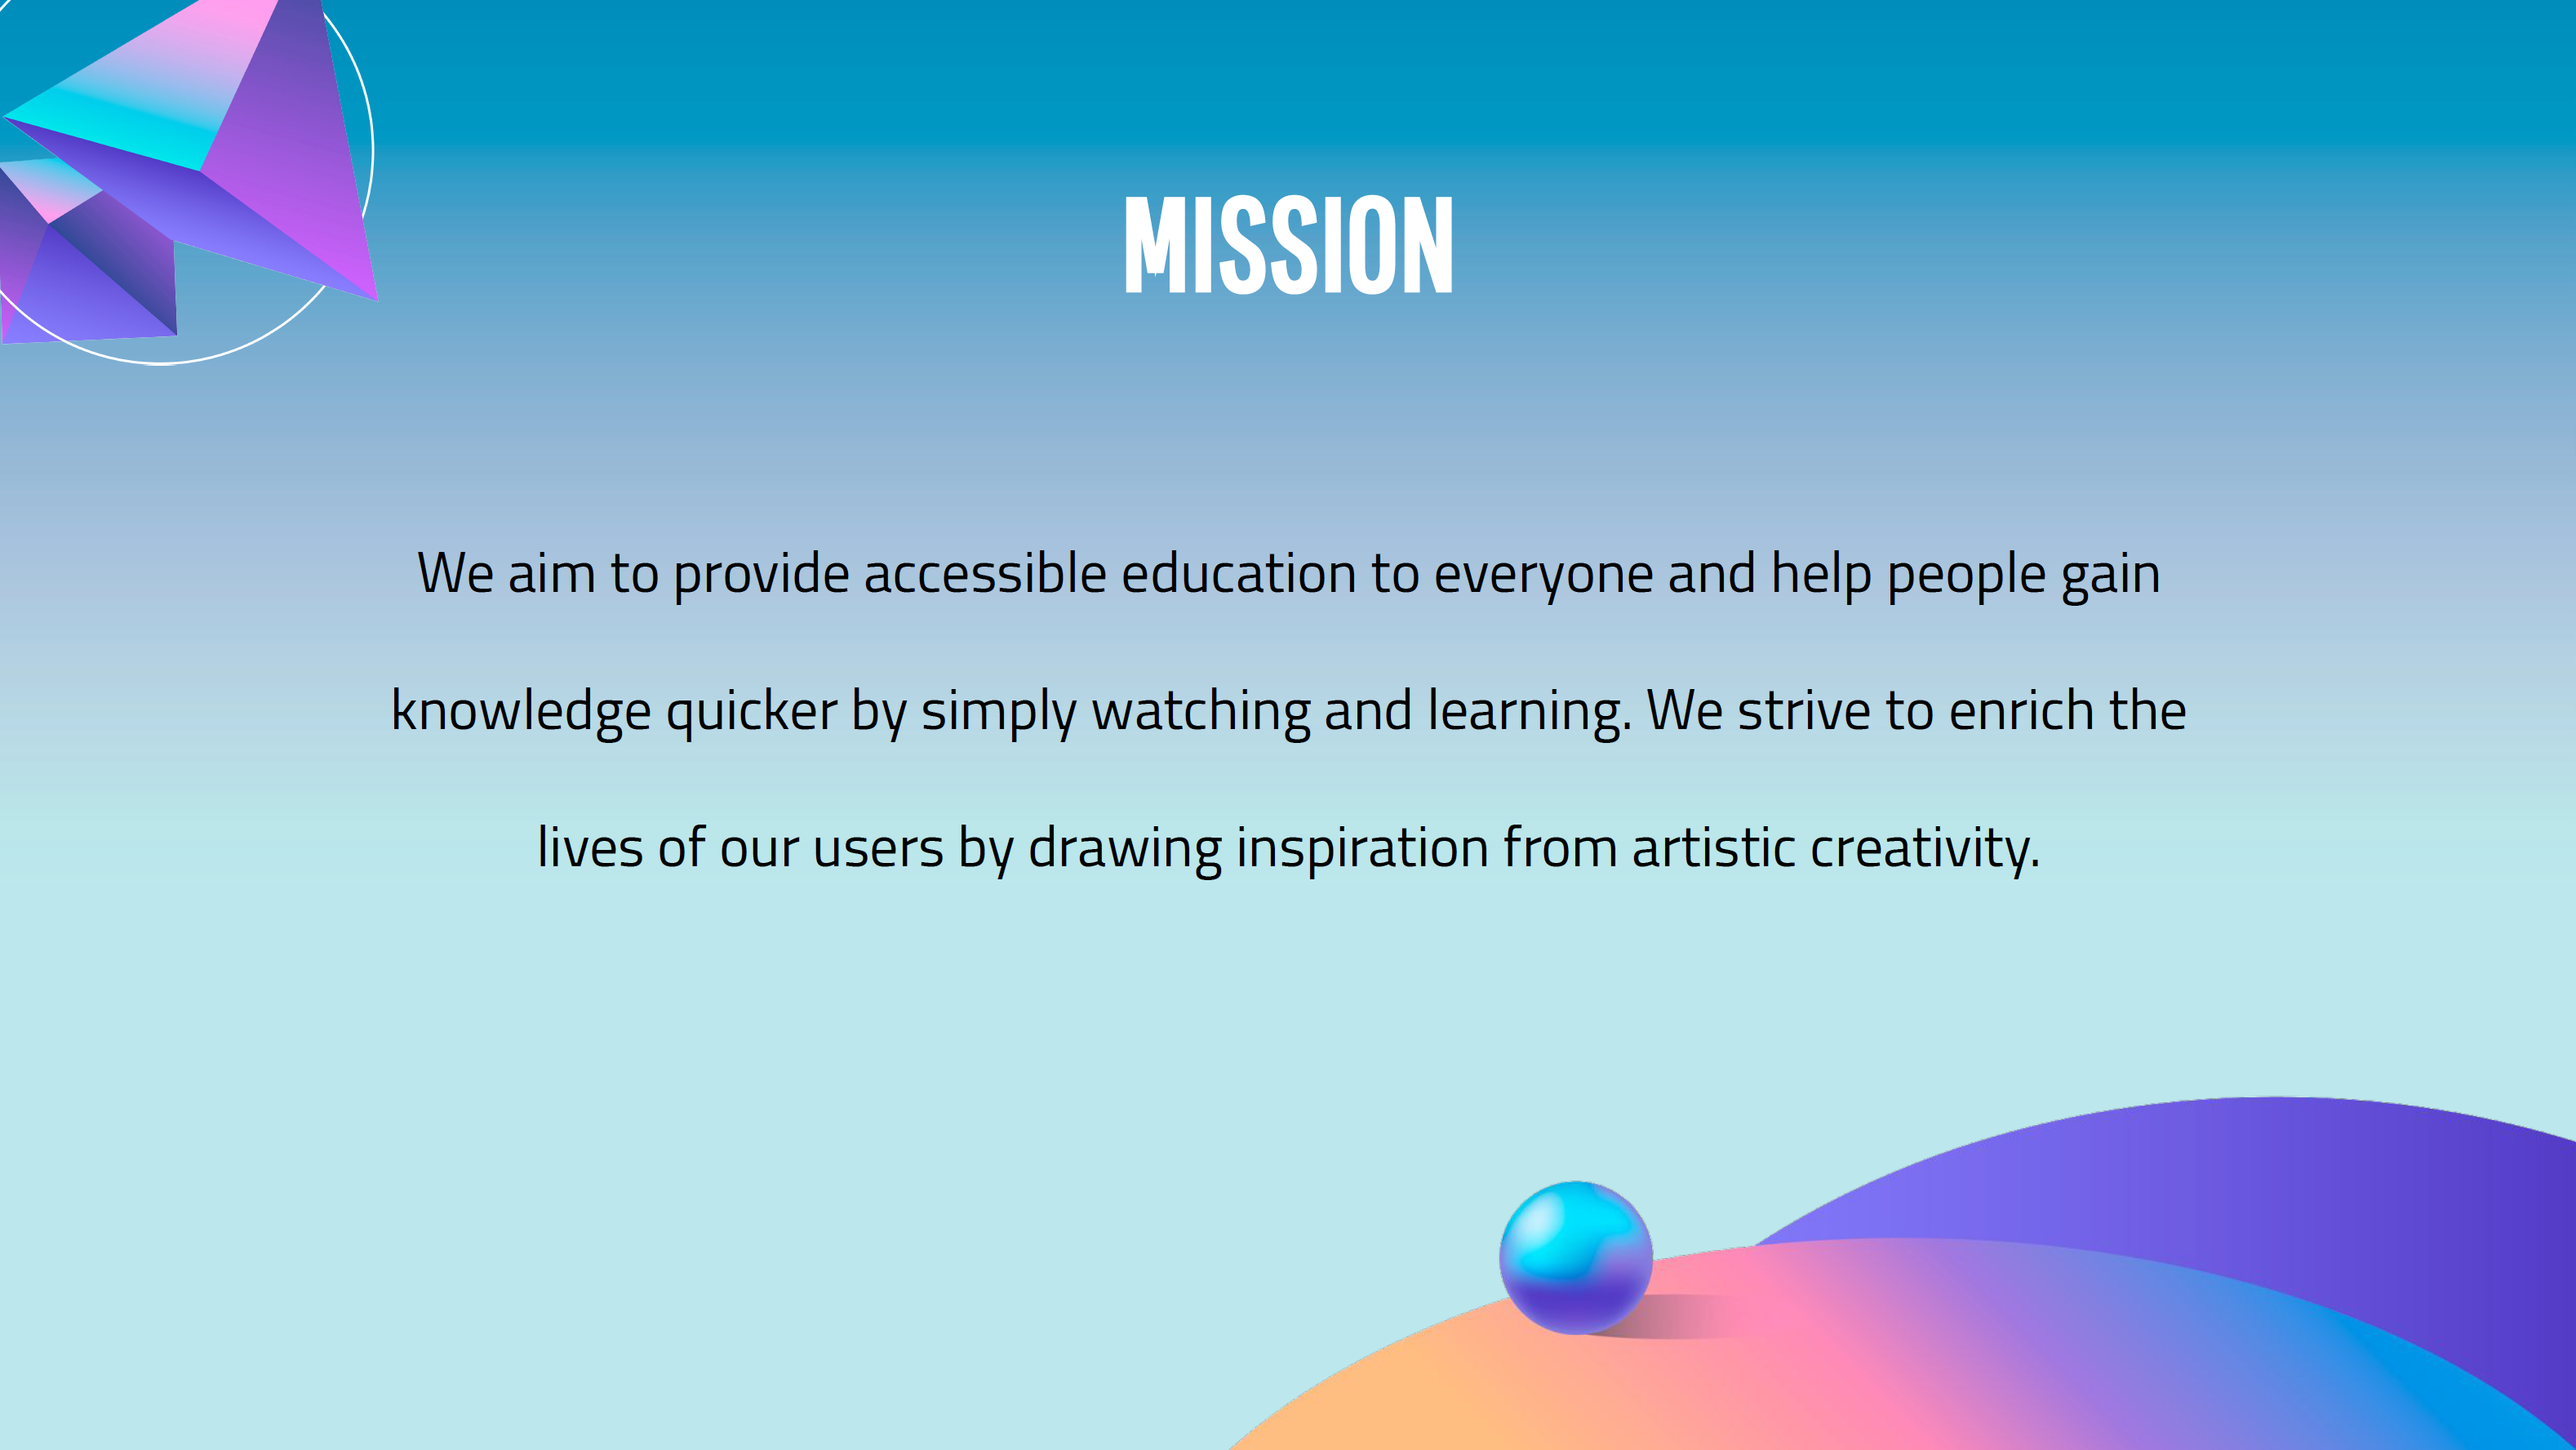 MISSION
We aim to provide accessible education to everyone and help people gain
knowledge quicker by simply watching and learning. We strive to enrich the
lives of our users by drawing inspiration from artistic creativity.